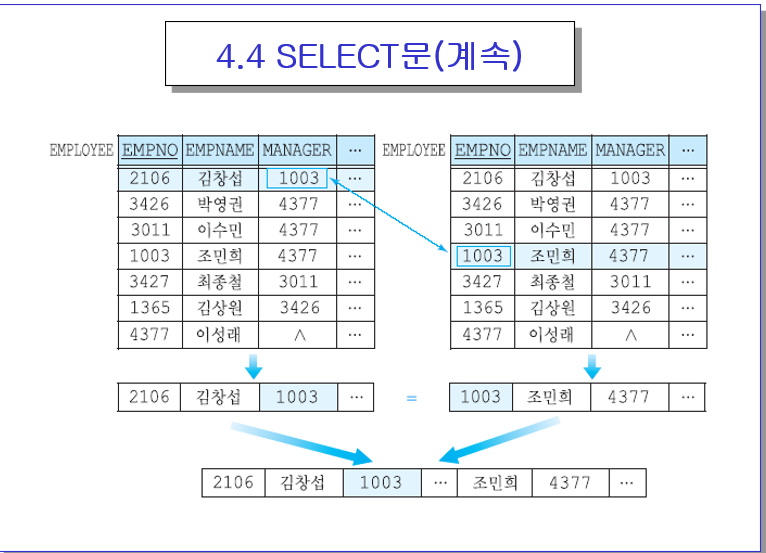 4.4 SELECT문(계속)
EMPLOYEE EMPNO EMPNAME MANAGER …
2106 김창섭 1003 …
3426 박영권 4377 …
3011 이수민 4377 …
1003 조민희 4377 …
3427 최종철 3011 …
1365 김상원 3426 …
4377 이성래 ∧ …
EMPLOYEE EMPNO EMPNAME MANAGER …
2106 김창섭 1003 …
3426 박영권 4377 …
3011 이수민 4377 …
1003 조민희 4377 …
3427 최종철 3011 …
1365 김상원 3426 …
4377 이성래 ∧ …
2106 김창섭 1003 … = 1003 조민희 4377 …
2106 김창섭 1003 … 조민희 4377 …